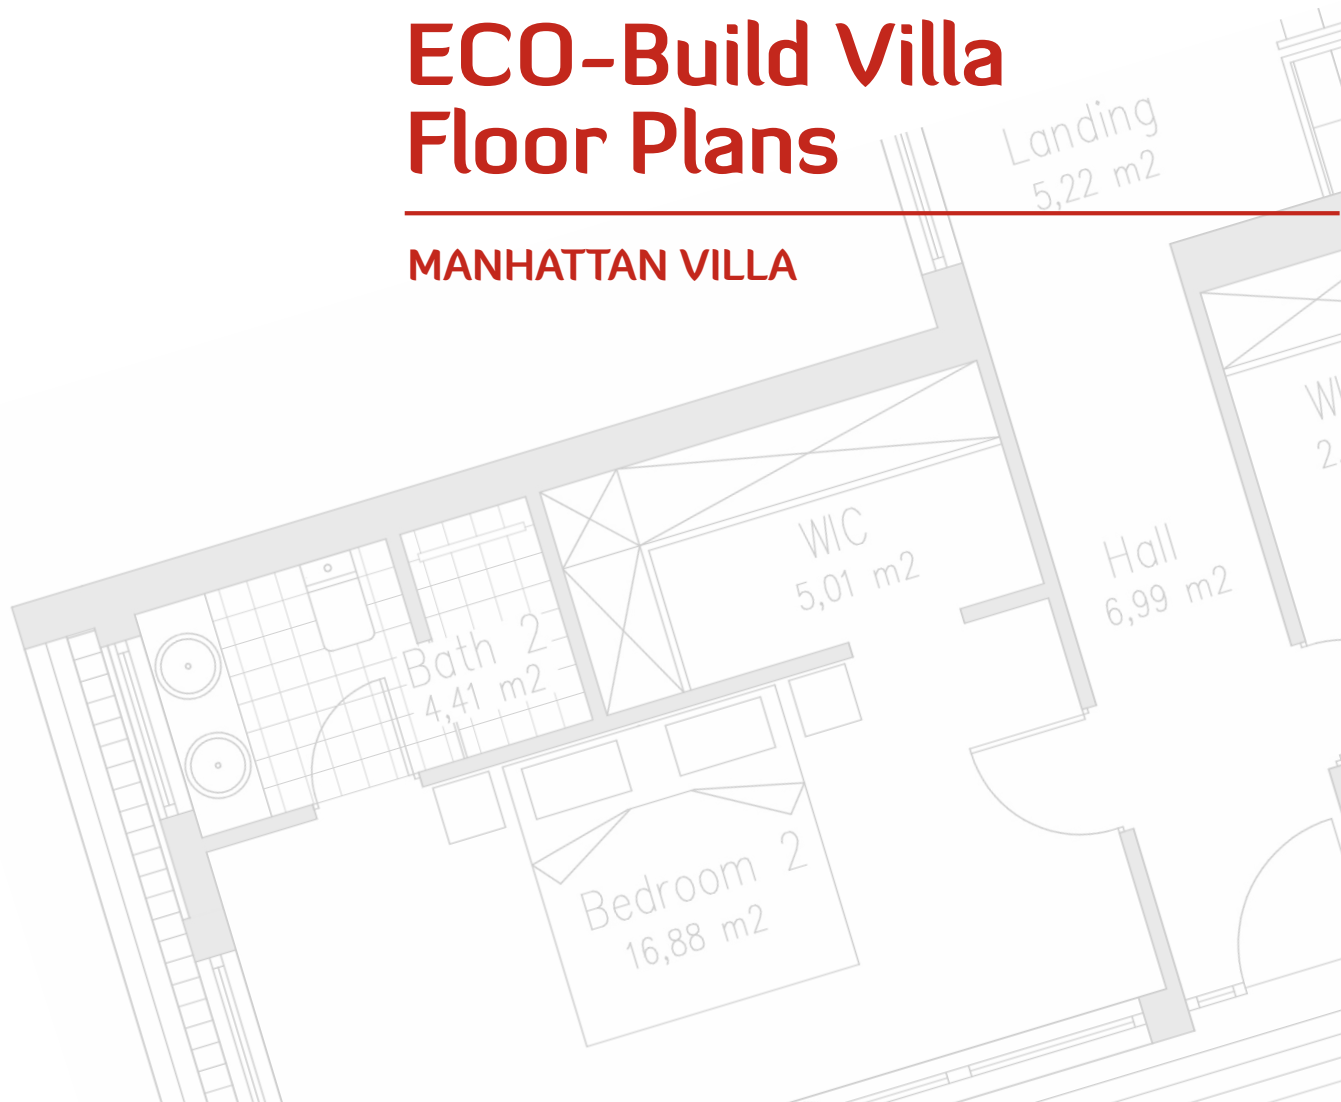 ECO-Build Villa
Floor Plans
MANHATTAN VILLA
Landing
5,22 m2
WIC
5,01 m2
Hall
6,99 m2
Bath 2
4,41 m2
Bedroom 2
16,88 m2